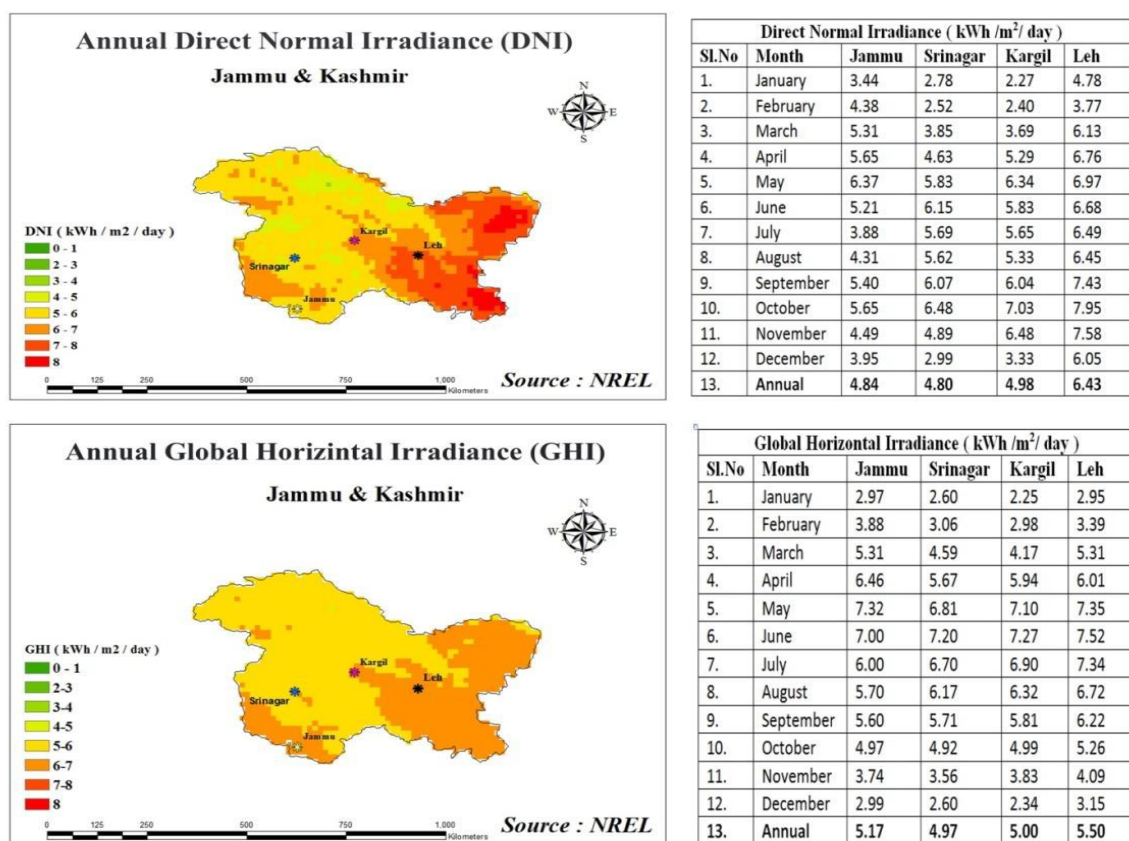 Annual Direct Normal Irradiance (DNI)
Jammu & Kashmir
N
W E
S
DNI ( kWh / m2 / day )
0 - 1
2 - 3
3 - 4
4 - 5
5 - 6
6 - 7
7 - 8
8
Kargil
Leh
Srinagar
Jammu
0 125 250 500 750 1,000
Kilometers
Source : NREL
Direct Normal Irradiance ( kWh /m2/ day )
Sl.No Month Jammu Srinagar Kargil Leh
1. January 3.44 2.78 2.27 4.78
2. February 4.38 2.52 2.40 3.77
3. March 5.31 3.85 3.69 6.13
4. April 5.65 4.63 5.29 6.76
5. May 6.37 5.83 6.34 6.97
6. June 5.21 6.15 5.83 6.68
7. July 3.88 5.69 5.65 6.49
8. August 4.31 5.62 5.33 6.45
9. September 5.40 6.07 6.04 7.43
10. October 5.65 6.48 7.03 7.95
11. November 4.49 4.89 6.48 7.58
12. December 3.95 2.99 3.33 6.05
13. Annual 4.84 4.80 4.98 6.43
Annual Global Horizintal Irradiance (GHI)
Jammu & Kashmir
N
W E
S
GHI ( kWh / m2 / day )
0 - 1
2-3
3-4
4-5
5-6
6-7
7-8
8
Kargil
Leh
Srinagar
Jammu
0 125 250 500 750 1,000
Kilometers
Source : NREL
Global Horizontal Irradiance ( kWh /m2/ day )
Sl.No Month Jammu Srinagar Kargil Leh
1. January 2.97 2.60 2.25 2.95
2. February 3.88 3.06 2.98 3.39
3. March 5.31 4.59 4.17 5.31
4. April 6.46 5.67 5.94 6.01
5. May 7.32 6.81 7.10 7.35
6. June 7.00 7.20 7.27 7.52
7. July 6.00 6.70 6.90 7.34
8. August 5.70 6.17 6.32 6.72
9. September 5.60 5.71 5.81 6.22
10. October 4.97 4.92 4.99 5.26
11. November 3.74 3.56 3.83 4.09
12. December 2.99 2.60 2.34 3.15
13. Annual 5.17 4.97 5.00 5.50